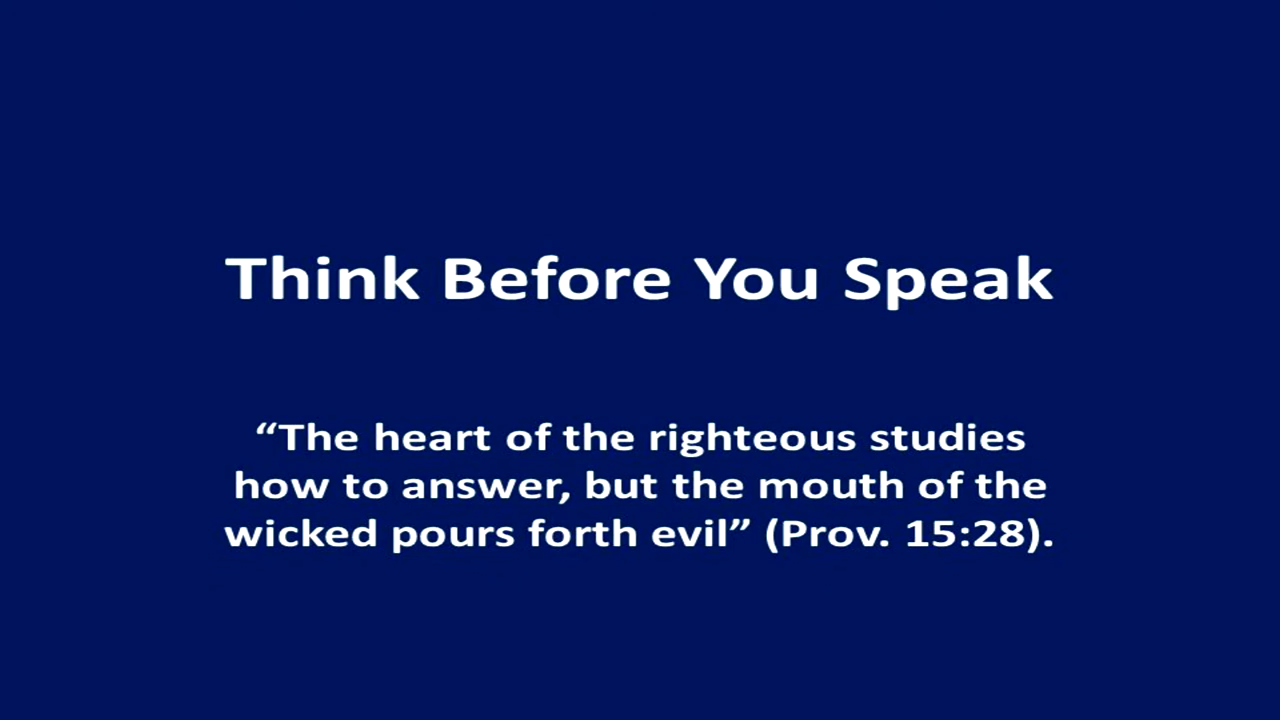 Think Before You Speak
“The heart of the righteous studies
how to answer, but the mouth of the
wicked pours forth evil” (Prov. 15:28).